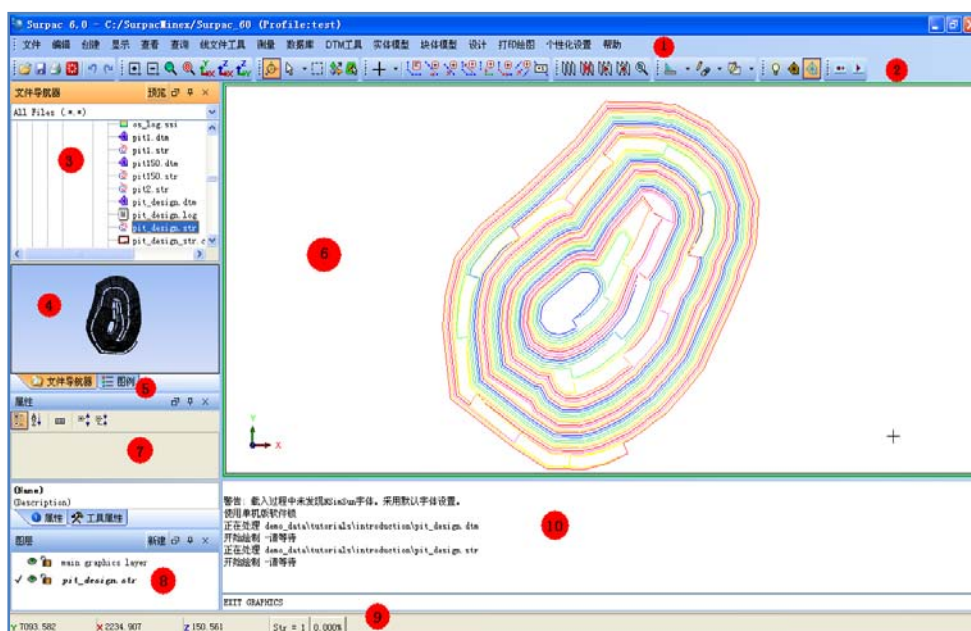 Surpac 6.0 - C:/SurpacMinex/Surpac_60 (Profile:test)
文件 编辑 创建 显示 查看 查询 线文件工具 测量 数据库 DTM工具 实体模型 块体模型 设计 打印绘图 个性化设置 帮助
1
2
文件导航器 预览
All Files (*.*)
os_log.ssi
pit1.dtm
pit1.str
pit150.dtm
pit150.str
pit2.str
pit_design.dtm
pit_design.log
pit_design.str
pit_design_str.
3
4
文件导航器 图例
5
6
Y
X
属性
7
(Name)
(Description)
属性 工具属性
图层 新建
main graphics layer
pit_design.str
8
警告: 载入过程中未发现NSimSun字体。采用默认字体设置。
使用单机版软件锁
正在处理 demo_data\tutorials\introduction\pit_design.dtm
开始绘制 -请等待
正在处理 demo_data\tutorials\introduction\pit_design.str
开始绘制 -请等待
10
EXIT GRAPHICS
Y 7093.582 X 2234.907 Z 150.561 Str = 1 0.000%
9